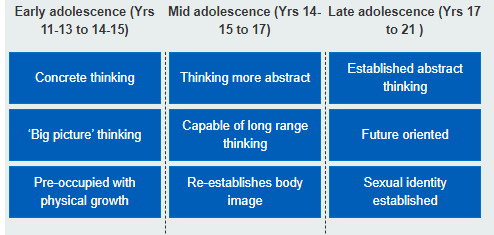 Early adolescence (Yrs
11-13 to 14-15)
Mid adolescence (Yrs 14-
15 to 17)
Late adolescence (Yrs 17
to 21 )
Concrete thinking
Thinking more abstract
Established abstract
thinking
‘Big picture’ thinking
Capable of long range
thinking
Future oriented
Pre-occupied with
physical growth
Re-establishes body
image
Sexual identity
established